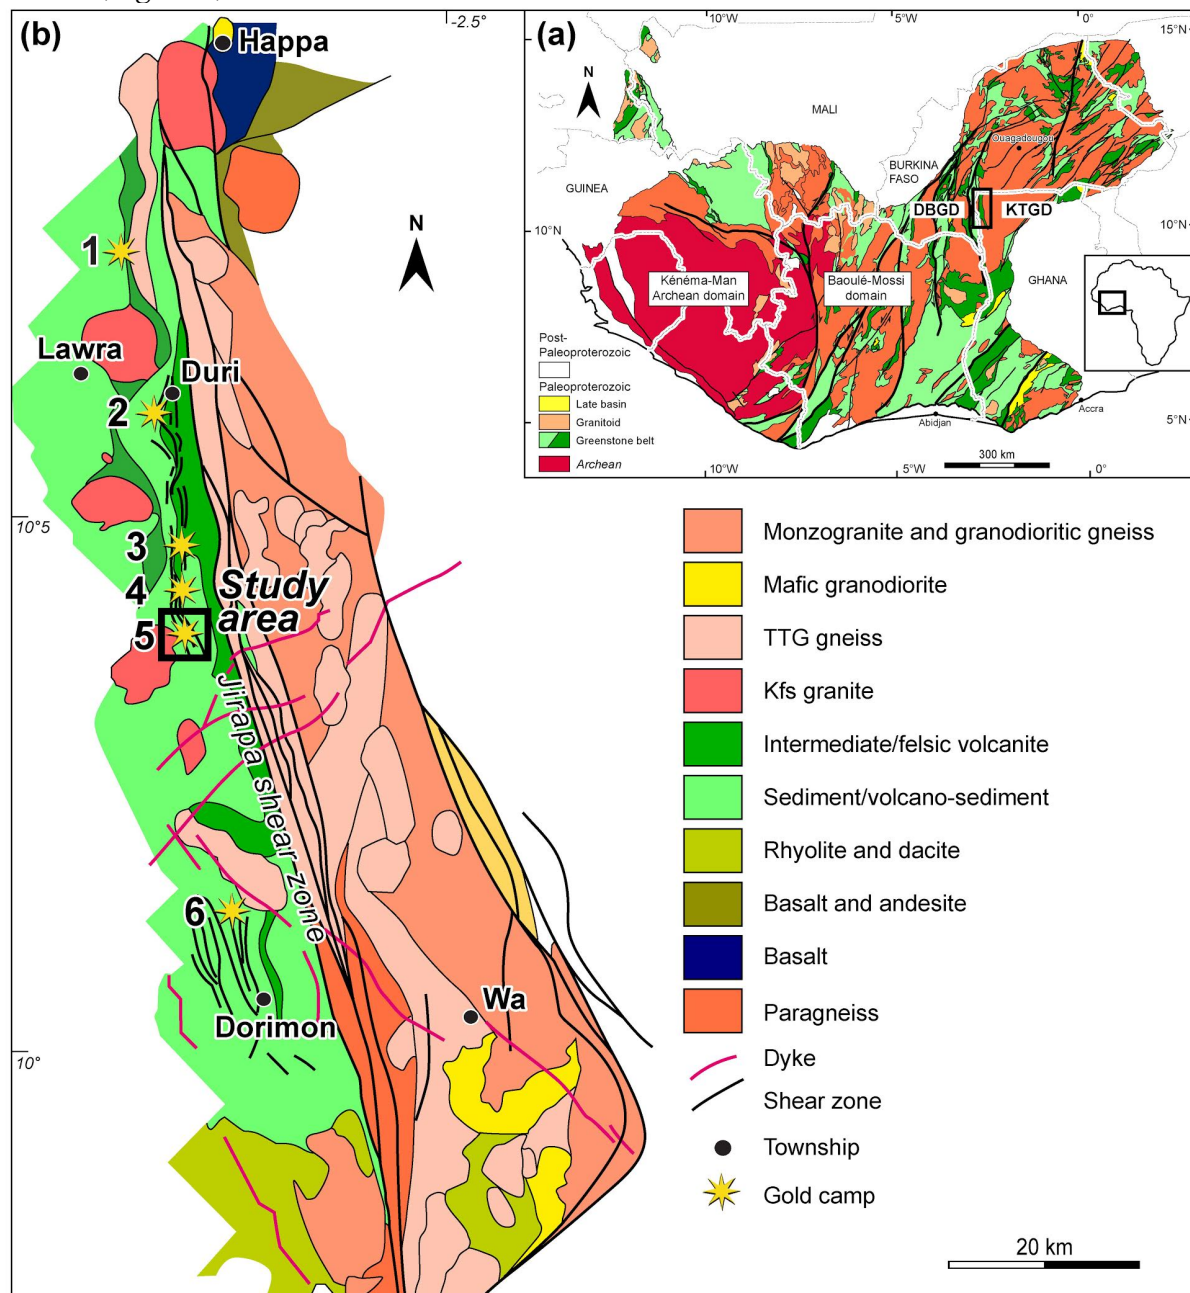 (b)
Happa
-2.5°
N
1
Lawra
Duri
2
10°5
3
4
Study
area
5
Jirapa shear zone
6
Dorimon
Wa
10°
(a)
10°W
5°W
0°
15°N
N
MALI
Ouagadougou
BURKINA
FASO
GUINEA
DBGD
KTGD
10°N
10°N
Kénéma-Man
Archean domain
Baoulé-Mossi
domain
GHANA
Post-
Paleoproterozoic
Paleoproterozoic
Late basin
Granitoid
Greenstone belt
Archean
Abidjan
Accra
5°N
10°W
5°W
0°
300 km
Monzogranite and granodioritic gneiss
Mafic granodiorite
TTG gneiss
Kfs granite
Intermediate/felsic volcanite
Sediment/volcano-sediment
Rhyolite and dacite
Basalt and andesite
Basalt
Paragneiss
Dyke
Shear zone
Township
Gold camp
20 km